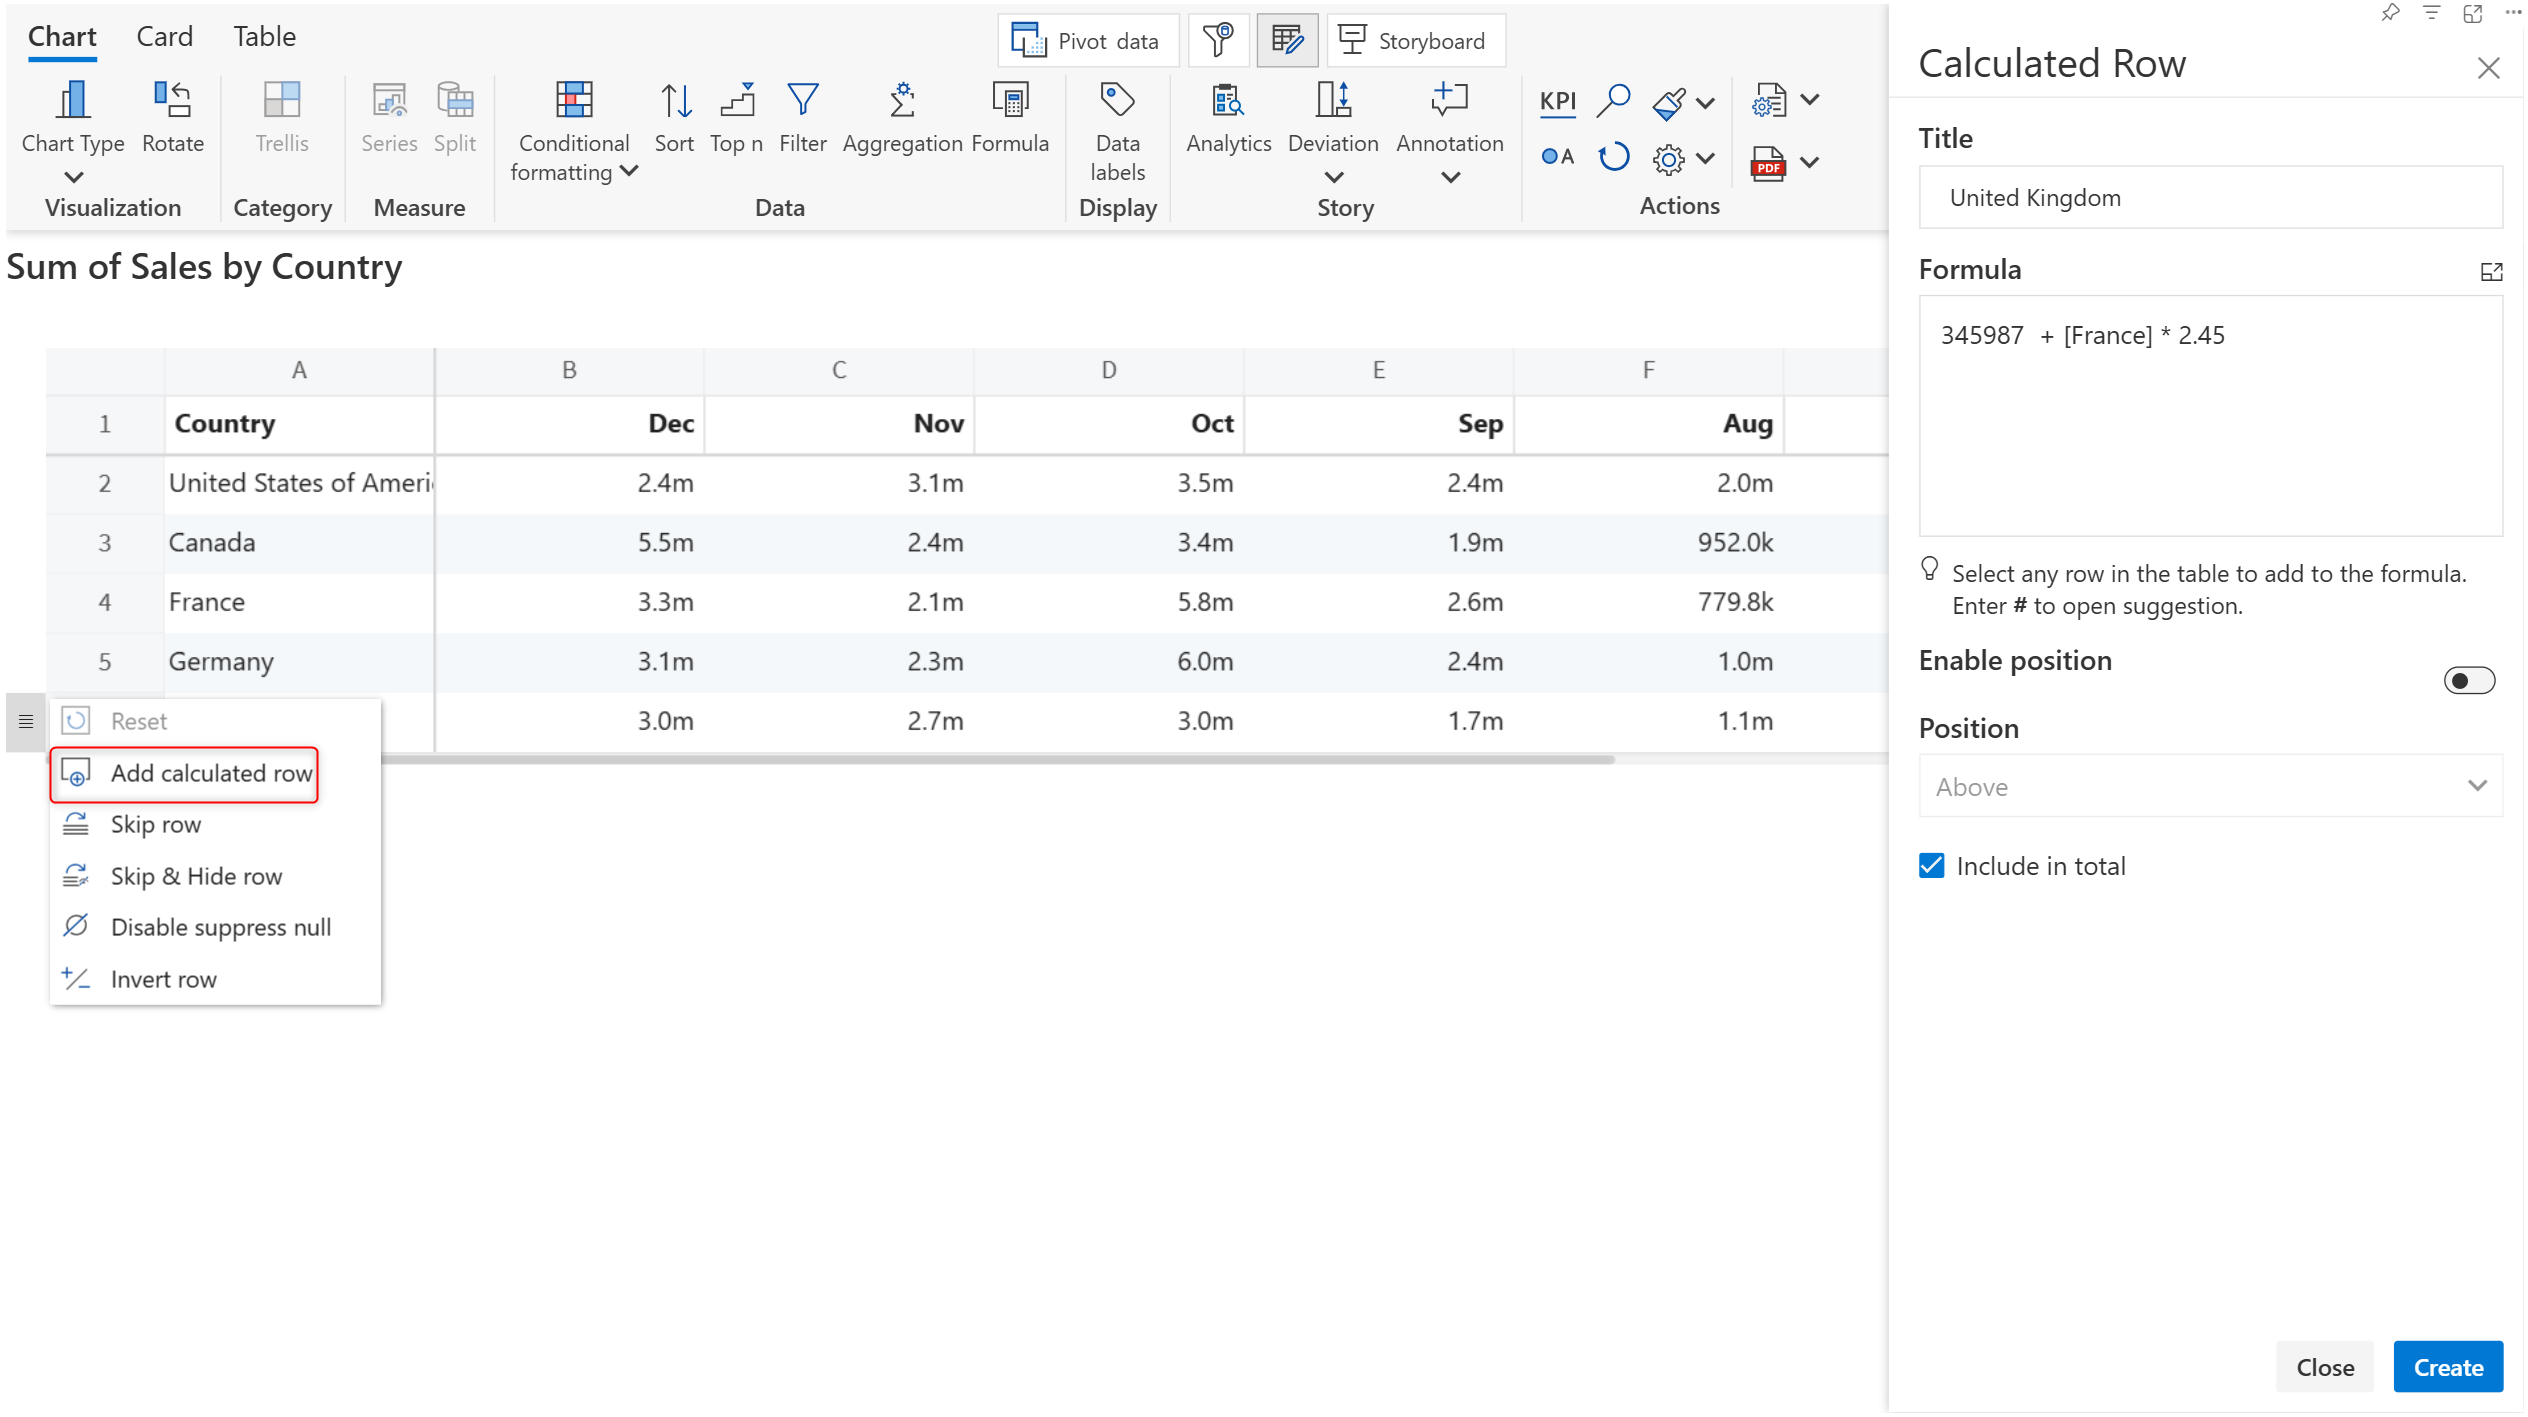 Chart Card Table
Pivot data Storyboard
Chart Type Rotate Trellis Series Split Conditional formatting Sort Top n Filter Aggregation Formula Data labels Analytics Deviation Annotation KPI A PDF
Visualization Category Measure Data Display Story Actions
Sum of Sales by Country
A B C D E F
1 Country Dec Nov Oct Sep Aug
2 United States of Ameri 2.4m 3.1m 3.5m 2.4m 2.0m
3 Canada 5.5m 2.4m 3.4m 1.9m 952.0k
4 France 3.3m 2.1m 5.8m 2.6m 779.8k
5 Germany 3.1m 2.3m 6.0m 2.4m 1.0m
3.0m 2.7m 3.0m 1.7m 1.1m
Reset
Add calculated row
Skip row
Skip & Hide row
Disable suppress null
Invert row
Calculated Row
Title
United Kingdom
Formula
345987 + [France] * 2.45
Select any row in the table to add to the formula.
Enter # to open suggestion.
Enable position
Position
Above
Include in total
Close Create